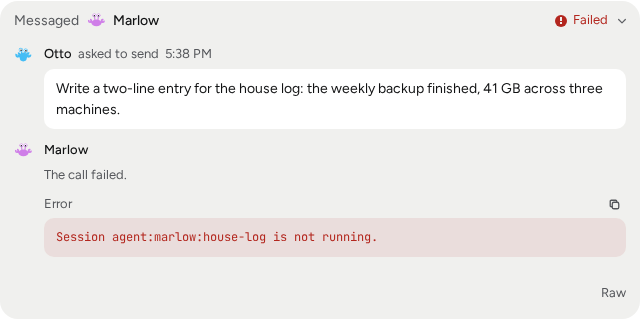 Messaged Marlow Failed
Otto asked to send 5:38 PM
Write a two-line entry for the house log: the weekly backup finished, 41 GB across three
machines.
Marlow
The call failed.
Error
Session agent:marlow:house-log is not running.
Raw